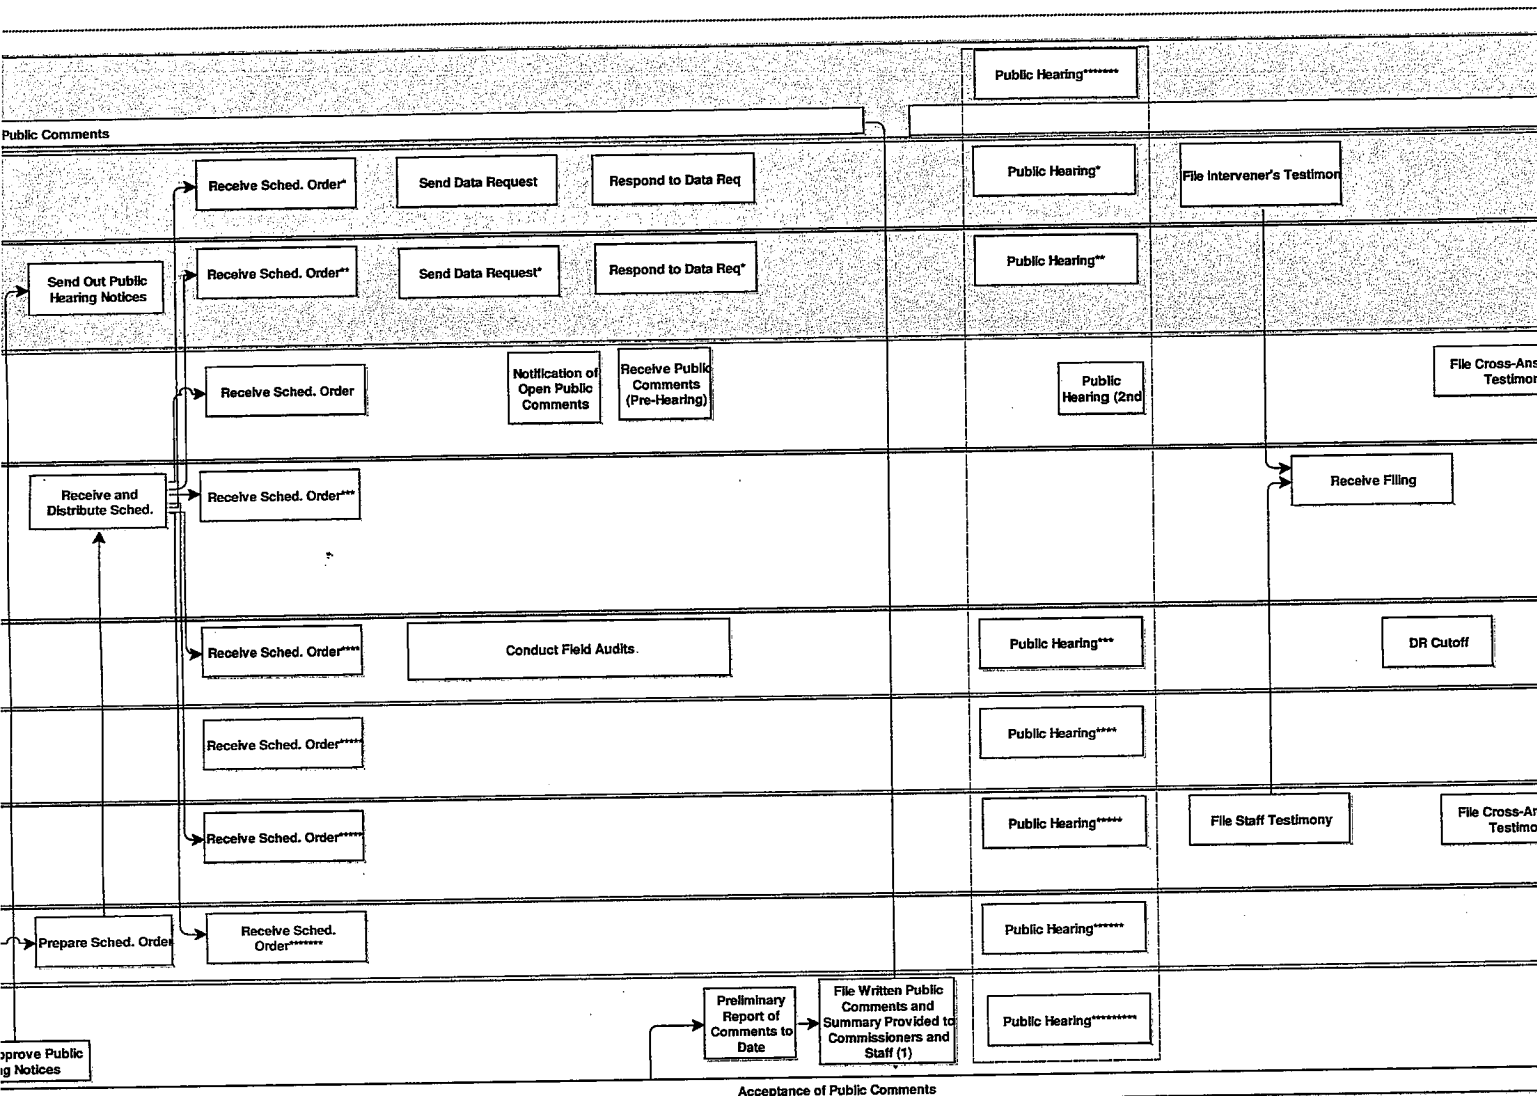 Public Hearing*******
Public Comments
Receive Sched. Order*
Send Data Request
Respond to Data Req
Public Hearing*
File Intervener's Testimon
Send Out Public
Hearing Notices
Receive Sched. Order**
Send Data Request*
Respond to Data Req*
Public Hearing**
Receive Sched. Order
Notification of
Open Public
Comments
Receive Public
Comments
(Pre-Hearing)
Public
Hearing (2nd
File Cross-Ans
Testimor
Receive and
Distribute Sched.
Receive Sched. Order***
Receive Filing
Receive Sched. Order****
Conduct Field Audits
Public Hearing***
DR Cutoff
Receive Sched. Order*****
Public Hearing****
Receive Sched. Order*****
Public Hearing*****
File Staff Testimony
File Cross-An
Testimo
Prepare Sched. Order
Receive Sched.
Order*******
Public Hearing******
Preliminary
Report of
Comments to
Date
File Written Public
Comments and
Summary Provided to
Commissioners and
Staff (1)
Public Hearing*********
pprove Public
ng Notices
Acceptance of Public Comments